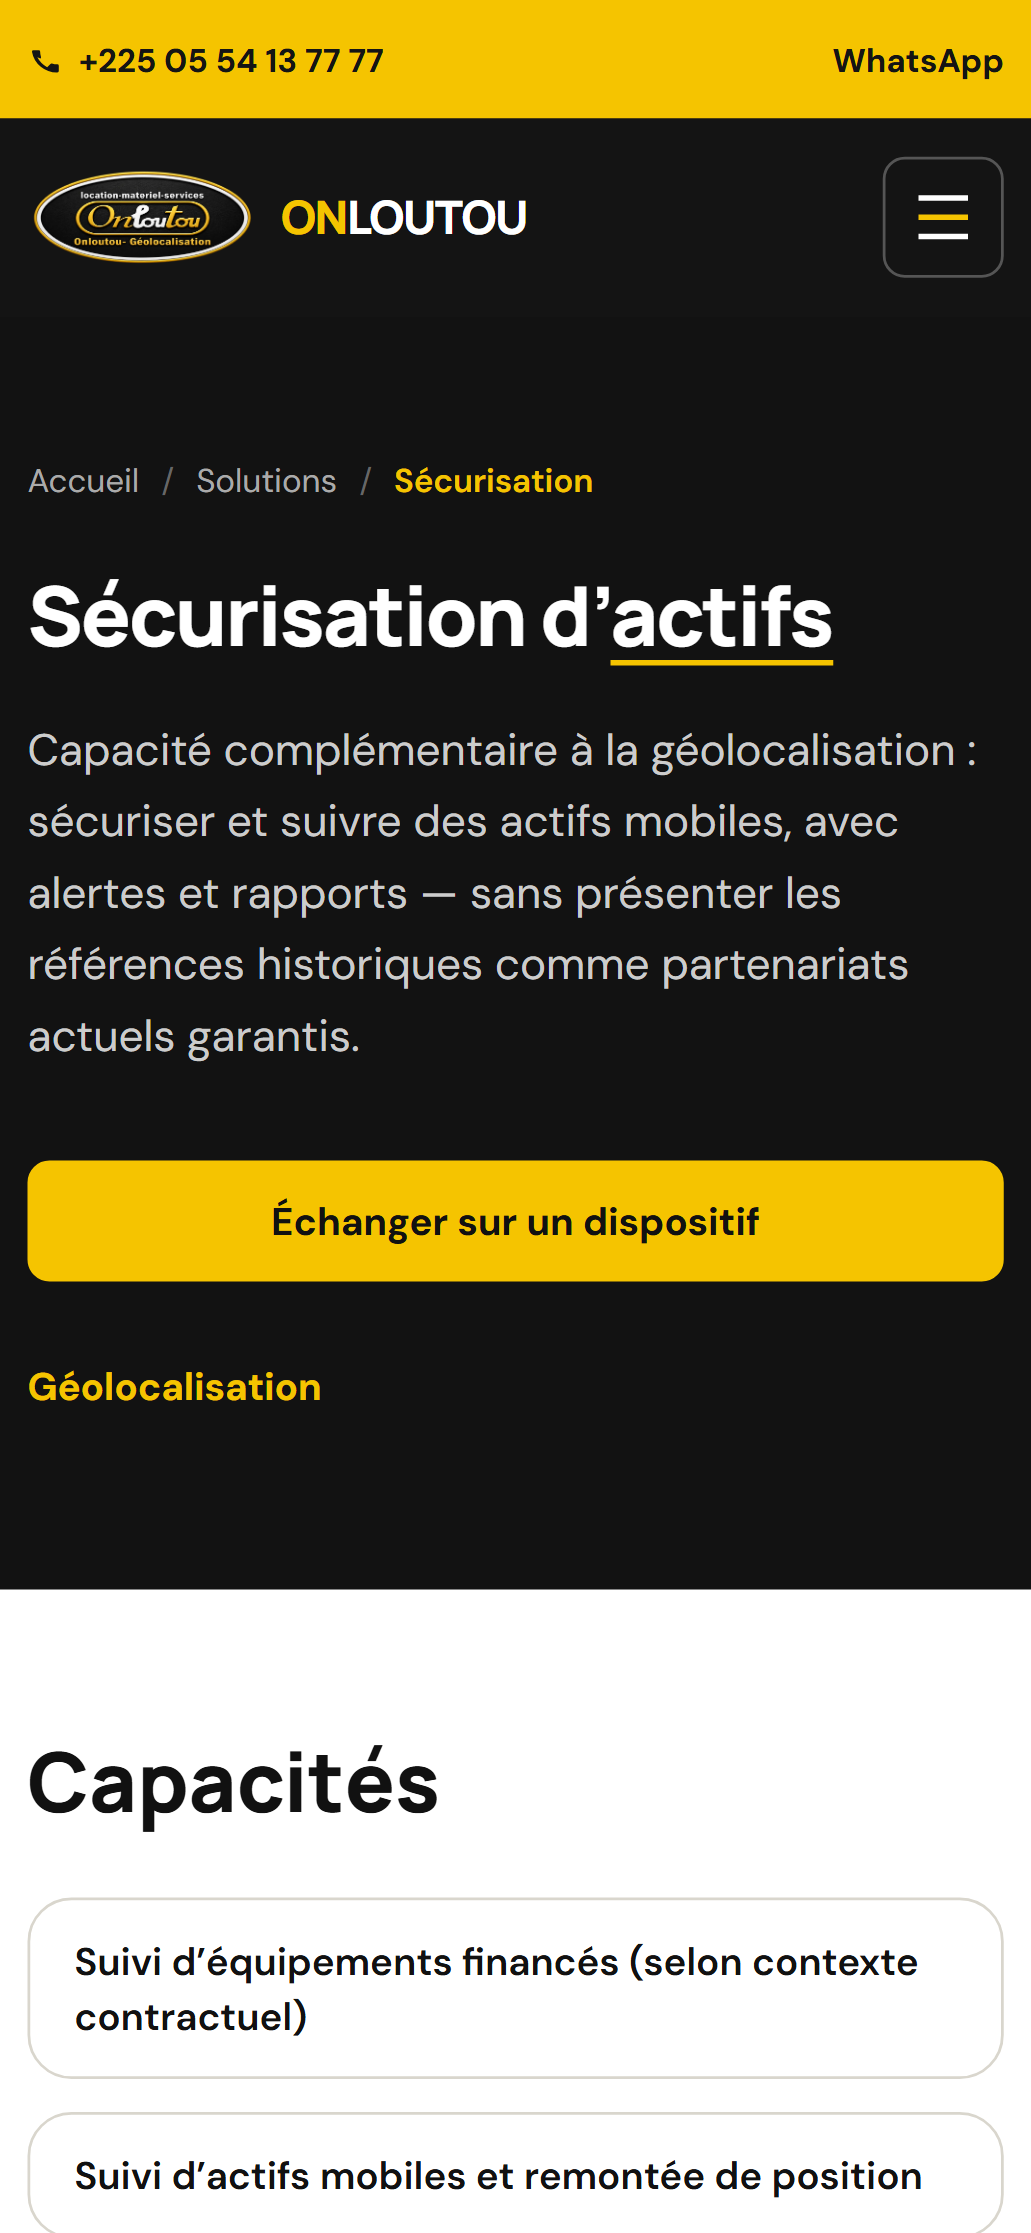 +225 05 54 13 77 77
WhatsApp
location-materiel-services
Onloutou
Onloutou- Géolocalisation
ONLOUTOU
Accueil / Solutions / Sécurisation
Sécurisation d’actifs
Capacité complémentaire à la géolocalisation :
sécuriser et suivre des actifs mobiles, avec
alertes et rapports — sans présenter les
références historiques comme partenariats
actuels garantis.
Échanger sur un dispositif
Géolocalisation
Capacités
Suivi d’équipements financés (selon contexte
contractuel)
Suivi d’actifs mobiles et remontée de position